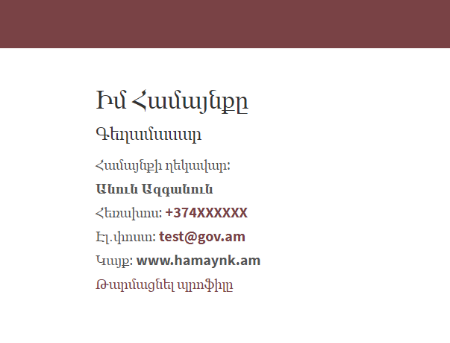 Իմ Համայնքը
Գեղամասար
Համայնքի ղեկավար:
Անուն Ազգանուն
Հեռախոս: +374XXXXXX
Էլ.փոստ: test@gov.am
Կայք: www.hamaynk.am
Թարմացնել պրոֆիլը